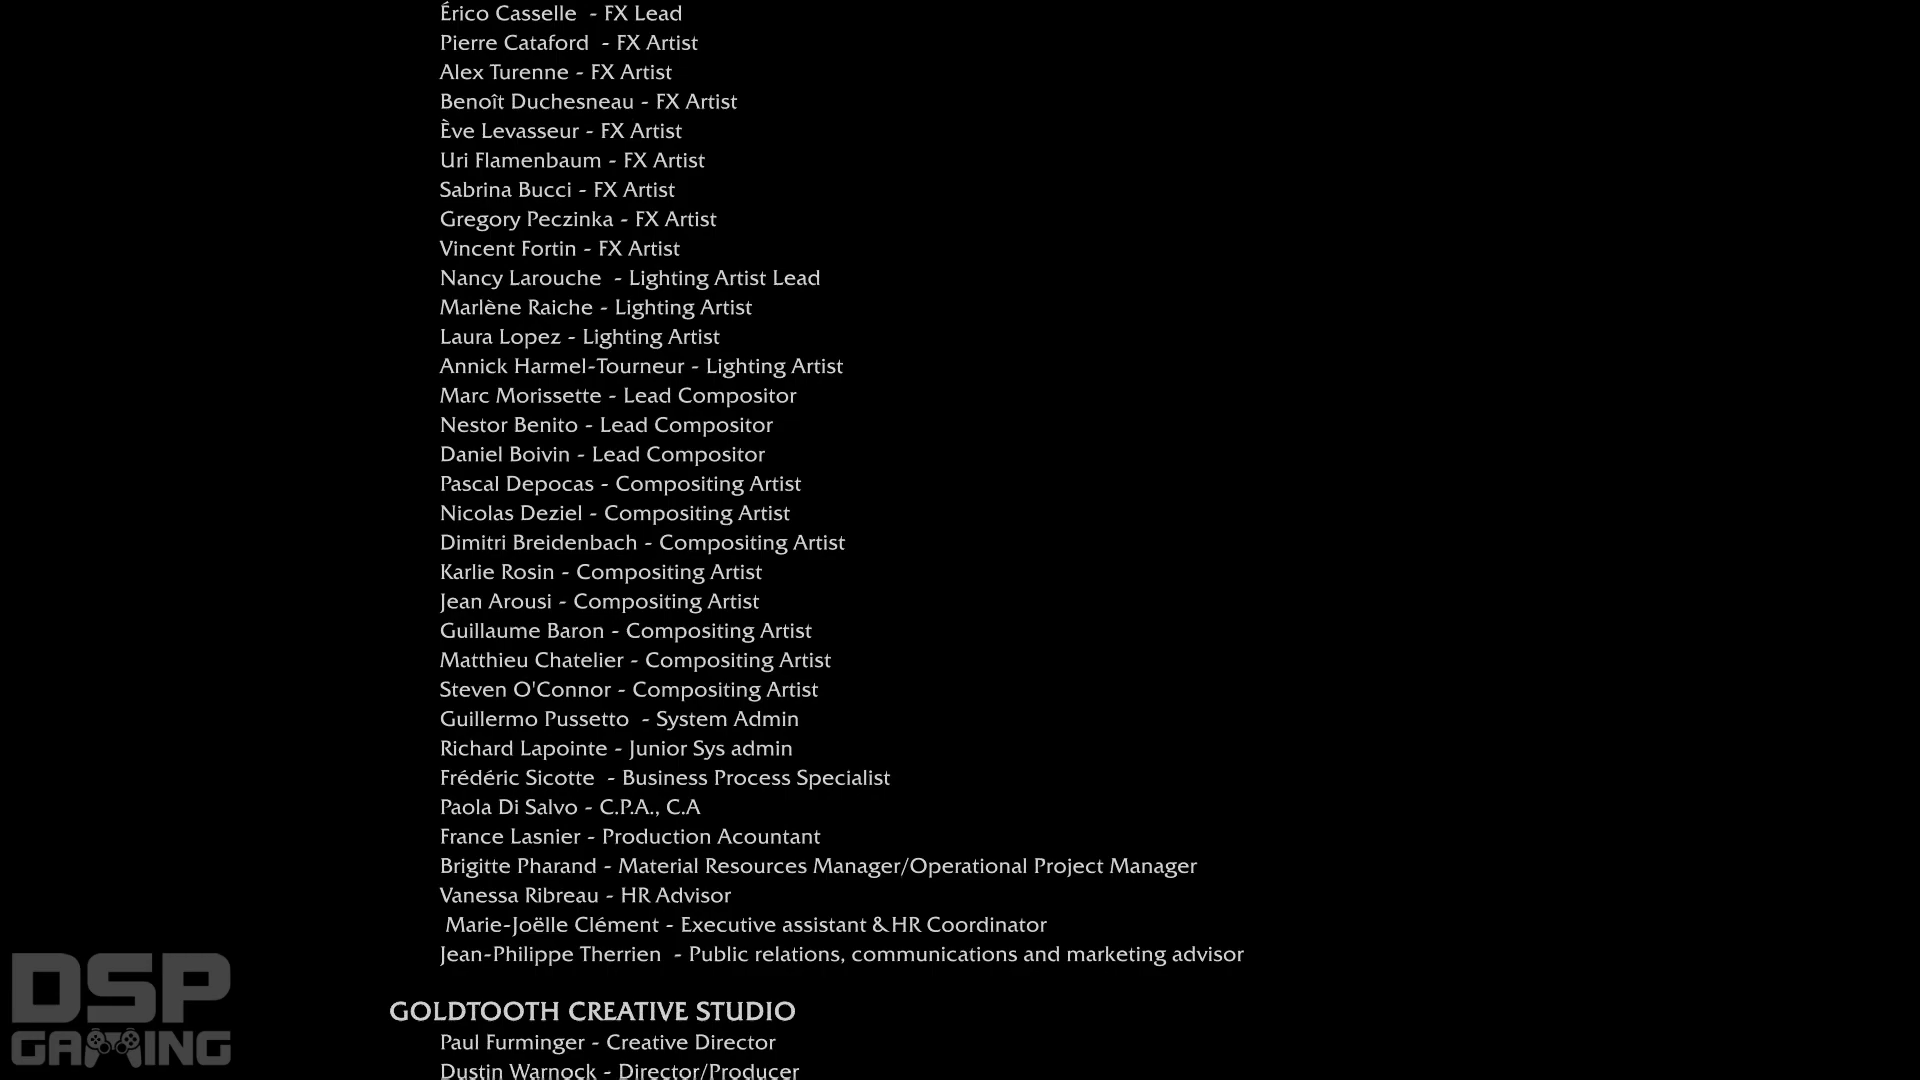 Érico Casselle  - FX Lead
Pierre Cataford  - FX Artist
Alex Turenne - FX Artist
Benoît Duchesneau - FX Artist
Ève Levasseur - FX Artist
Uri Flamenbaum - FX Artist
Sabrina Bucci - FX Artist
Gregory Peczinka - FX Artist
Vincent Fortin - FX Artist
Nancy Larouche  - Lighting Artist Lead
Marlène Raiche - Lighting Artist
Laura Lopez - Lighting Artist
Annick Harmel-Tourneur - Lighting Artist
Marc Morissette - Lead Compositor
Nestor Benito - Lead Compositor
Daniel Boivin - Lead Compositor
Pascal Depocas - Compositing Artist
Nicolas Deziel - Compositing Artist
Dimitri Breidenbach - Compositing Artist
Karlie Rosin - Compositing Artist
Jean Arousi - Compositing Artist
Guillaume Baron - Compositing Artist
Matthieu Chatelier - Compositing Artist
Steven O'Connor - Compositing Artist
Guillermo Pussetto  - System Admin
Richard Lapointe - Junior Sys admin
Frédéric Sicotte  - Business Process Specialist
Paola Di Salvo - C.P.A., C.A
France Lasnier - Production Acountant
Brigitte Pharand - Material Resources Manager/Operational Project Manager
Vanessa Ribreau - HR Advisor
Marie-Joëlle Clément - Executive assistant & HR Coordinator
Jean-Philippe Therrien  - Public relations, communications and marketing advisor
GOLDTOOTH CREATIVE STUDIO
Paul Furminger - Creative Director
Dustin Warnock - Director/Producer
DSP
GAMING